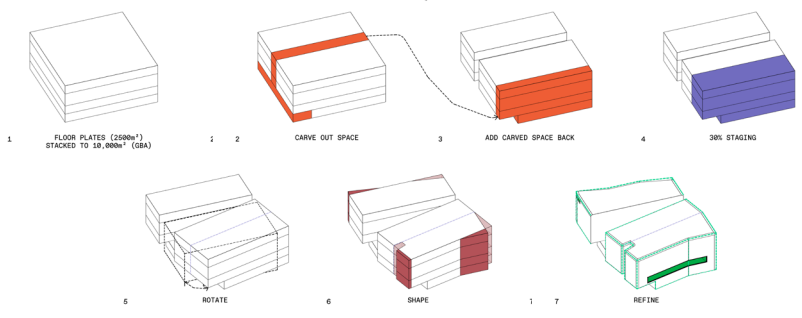 1
FLOOR PLATES (2500m²)
STACKED TO 10,000m² (GBA)
2
CARVE OUT SPACE
3
ADD CARVED SPACE BACK
4
30% STAGING
5
ROTATE
6
SHAPE
7
REFINE